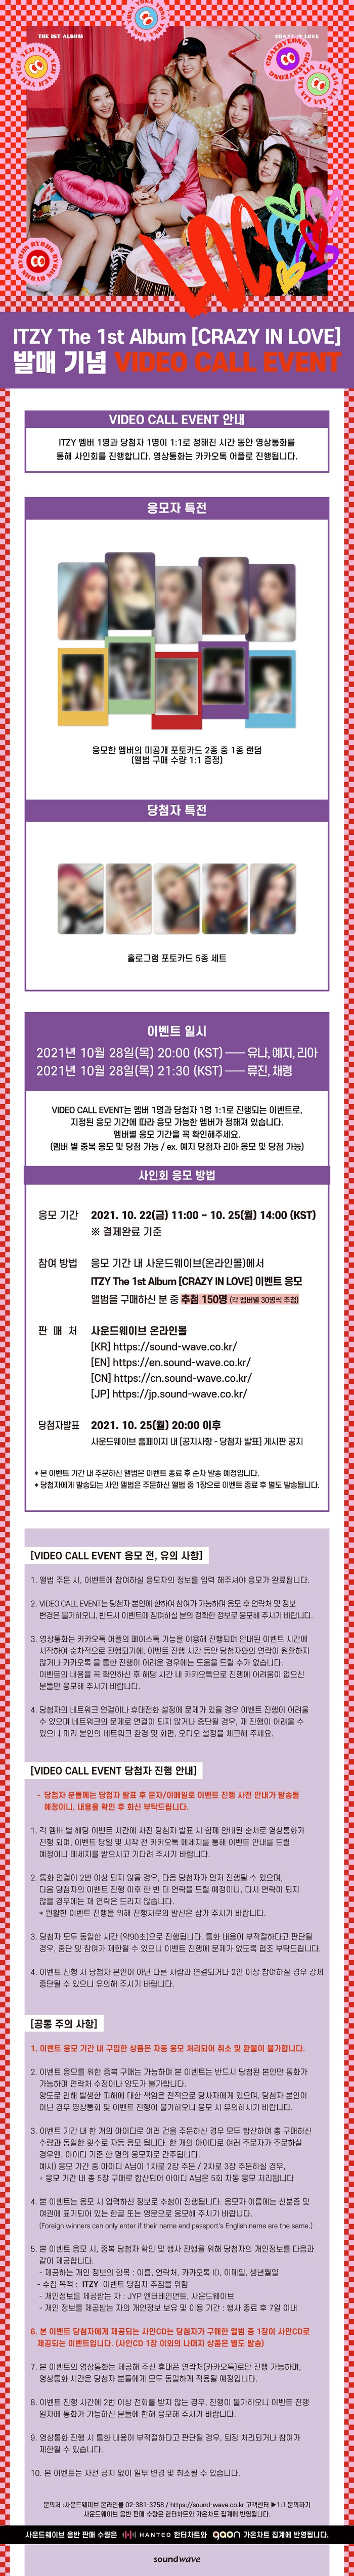 THE 1ST ALBUM
CRAZY IN LOVE
ITZY The 1st Album [CRAZY IN LOVE]
발매 기념 VIDEO CALL EVENT
VIDEO CALL EVENT 안내
ITZY 멤버 1명과 당첨자 1명이 1:1로 정해진 시간 동안 영상통화를
통해 사인회를 진행합니다. 영상통화는 카카오톡 어플로 진행됩니다.
응모자 특전
응모한 멤버의 미공개 포토카드 2종 중 1종 랜덤
(앨범 구매 수량 1:1 증정)
당첨자 특전
홀로그램 포토카드 5종 세트
이벤트 일시
2021년 10월 28일(목) 20:00 (KST) ── 유나, 예지, 리아
2021년 10월 28일(목) 21:30 (KST) ── 류진, 채령
VIDEO CALL EVENT는 멤버 1명과 당첨자 1명 1:1로 진행되는 이벤트로,
지정된 응모 기간에 따라 응모 가능한 멤버가 정해져 있습니다.
멤버별 응모 기간을 꼭 확인해주세요.
(멤버 별 중복 응모 및 당첨 가능 / ex. 예지 당첨자 리아 응모 및 당첨 가능)
사인회 응모 방법
응모 기간 2021. 10. 22(금) 11:00 ~ 10. 25(월) 14:00 (KST)
※ 결제완료 기준
참여 방법 응모 기간 내 사운드웨이브(온라인몰)에서
ITZY The 1st Album [CRAZY IN LOVE] 이벤트 응모
앨범을 구매하신 분 중 추첨 150명 (각 멤버별 30명씩 추첨)
판 매 처 사운드웨이브 온라인몰
[KR] https://sound-wave.co.kr/
[EN] https://en.sound-wave.co.kr/
[CN] https://cn.sound-wave.co.kr/
[JP] https://jp.sound-wave.co.kr/
당첨자발표 2021. 10. 25(월) 20:00 이후
사운드웨이브 홈페이지 내 [공지사항 - 당첨자 발표] 게시판 공지
* 본 이벤트 기간 내 주문하신 앨범은 이벤트 종료 후 순차 발송 예정입니다.
* 당첨자에게 발송되는 사인 앨범은 주문하신 앨범 중 1장으로 이벤트 종료 후 별도 발송됩니다.
[VIDEO CALL EVENT 응모 전, 유의 사항]
1. 앨범 주문 시, 이벤트에 참여하실 응모자의 정보를 입력 해주셔야 응모가 완료됩니다.
2. VIDEO CALL EVENT는 당첨자 본인에 한하여 참여가 가능하며 응모 후 연락처 및 정보
변경은 불가하오니, 반드시 이벤트에 참여하실 분의 정확한 정보로 응모해 주시기 바랍니다.
3. 영상통화는 카카오톡 어플의 페이스톡 기능을 이용해 진행되며 안내된 이벤트 시간에
시작하여 순차적으로 진행되기에, 이벤트 진행 시간 동안 당첨자와의 연락이 원활하지
않거나 카카오톡 을 통한 진행이 어려운 경우에는 도움을 드릴 수가 없습니다.
이벤트의 내용을 꼭 확인하신 후 해당 시간 내 카카오톡으로 진행에 어려움이 없으신
분들만 응모해 주시기 바랍니다.
4. 당첨자의 네트워크 연결이나 휴대전화 설정에 문제가 있을 경우 이벤트 진행이 어려울
수 있으며 네트워크의 문제로 연결이 되지 않거나 중단될 경우, 재 진행이 어려울 수
있으니 미리 본인의 네트워크 환경 및 화면, 오디오 설정을 체크해 주세요.
[VIDEO CALL EVENT 당첨자 진행 안내]
- 당첨자 분들께는 당첨자 발표 후 문자/이메일로 이벤트 진행 사전 안내가 발송될
예정이니, 내용을 확인 후 회신 부탁드립니다.
1. 각 멤버 별 해당 이벤트 시간에 사전 당첨자 발표 시 함께 안내된 순서로 영상통화가
진행 되며, 이벤트 당일 및 시작 전 카카오톡 메세지를 통해 이벤트 안내를 드릴
예정이니 메세지를 받으시고 기다려 주시기 바랍니다.
2. 통화 연결이 2번 이상 되지 않을 경우, 다음 당첨자가 먼저 진행될 수 있으며,
다음 당첨자의 이벤트 진행 이후 한 번 더 연락을 드릴 예정이나, 다시 연락이 되지
않을 경우에는 재 연락은 드리지 않습니다.
* 원활한 이벤트 진행을 위해 진행처로의 발신은 삼가 주시기 바랍니다.
3. 당첨자 모두 동일한 시간 (약90초)으로 진행됩니다. 통화 내용이 부적절하다고 판단될
경우, 중단 및 참여가 제한될 수 있으니 이벤트 진행에 문제가 없도록 협조 부탁드립니다.
4. 이벤트 진행 시 당첨자 본인이 아닌 다른 사람과 연결되거나 2인 이상 참여하실 경우 강제
중단될 수 있으니 유의해 주시기 바랍니다.
[공통 주의 사항]
1. 이벤트 응모 기간 내 구입한 상품은 자동 응모 처리되어 취소 및 환불이 불가합니다.
2. 이벤트 응모를 위한 중복 구매는 가능하며 본 이벤트는 반드시 당첨된 본인만 통화가
가능하며 연락처 수정이나 양도가 불가합니다.
양도로 인해 발생한 피해에 대한 책임은 전적으로 당사자에게 있으며, 당첨자 본인이
아닌 경우 영상통화 및 이벤트 진행이 불가하오니 응모 시 유의하시기 바랍니다.
3. 이벤트 기간 내 한 개의 아이디로 여러 건을 주문하신 경우 모두 합산하여 총 구매하신
수량과 동일한 횟수로 자동 응모 됩니다. 한 개의 아이디로 여러 주문자가 주문하실
경우엔, 아이디 기준 한 명의 응모자로 간주됩니다.
예시) 응모 기간 중 아이디 A님이 1차로 2장 주문 / 2차로 3장 주문하실 경우,
= 응모 기간 내 총 5장 구매로 합산되어 아이디 A님은 5회 자동 응모 처리됩니다
4. 본 이벤트는 응모 시 입력하신 정보로 추첨이 진행됩니다. 응모자 이름에는 신분증 및
여권에 표기되어 있는 한글 또는 영문으로 응모해 주시기 바랍니다.
(Foreign winners can only enter if their name and passport's English name are the same.)
5. 본 이벤트 응모 시, 중복 당첨자 확인 및 행사 진행을 위해 당첨자의 개인정보를 다음과
같이 제공합니다.
- 제공하는 개인 정보의 항목 : 이름, 연락처, 카카오톡 ID, 이메일, 생년월일
- 수집 목적 : ITZY 이벤트 당첨자 추첨을 위함
- 개인정보를 제공받는 자 : JYP 엔터테인먼트, 사운드웨이브
- 개인 정보를 제공받는 자의 개인정보 보유 및 이용 기간 : 행사 종료 후 7일 이내
6. 본 이벤트 당첨자에게 제공되는 사인CD는 당첨자가 구매한 앨범 중 1장이 사인CD로
제공되는 이벤트입니다. (사인CD 1장 이외의 나머지 상품은 별도 발송)
7. 본 이벤트의 영상통화는 제공해 주신 휴대폰 연락처(카카오톡)로만 진행 가능하며,
영상통화 시간은 당첨자 분들에게 모두 동일하게 적용될 예정입니다.
8. 이벤트 진행 시간에 2번 이상 전화를 받지 않는 경우, 진행이 불가하오니 이벤트 진행
일자에 통화가 가능하신 분들에 한해 응모해 주시기 바랍니다.
9. 영상통화 진행 시 통화 내용이 부적절하다고 판단될 경우, 퇴장 처리되거나 참여가
제한될 수 있습니다.
10. 본 이벤트는 사전 공지 없이 일부 변경 및 취소될 수 있습니다.
문의처 :사운드웨이브 온라인몰 02-381-3758 / https://sound-wave.co.kr 고객센터 ▶1:1 문의하기
사운드웨이브 음반 판매 수량은 한터차트와 가온차트 집계에 반영됩니다.
사운드웨이브 음반 판매 수량은 HANTEO 한터차트와 gaon 가온차트 집계에 반영됩니다.
soundwave